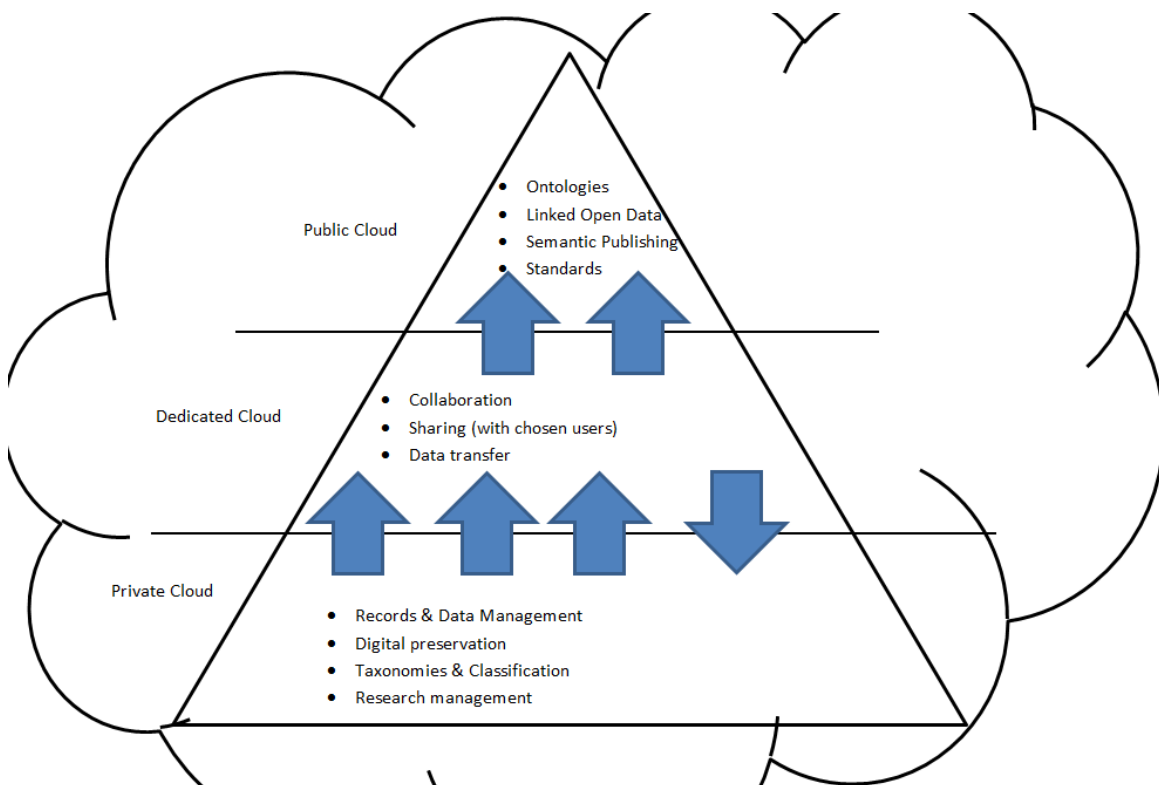 Public Cloud
• Ontologies
• Linked Open Data
• Semantic Publishing
• Standards
Dedicated Cloud
• Collaboration
• Sharing (with chosen users)
• Data transfer
Private Cloud
• Records & Data Management
• Digital preservation
• Taxonomies & Classification
• Research management